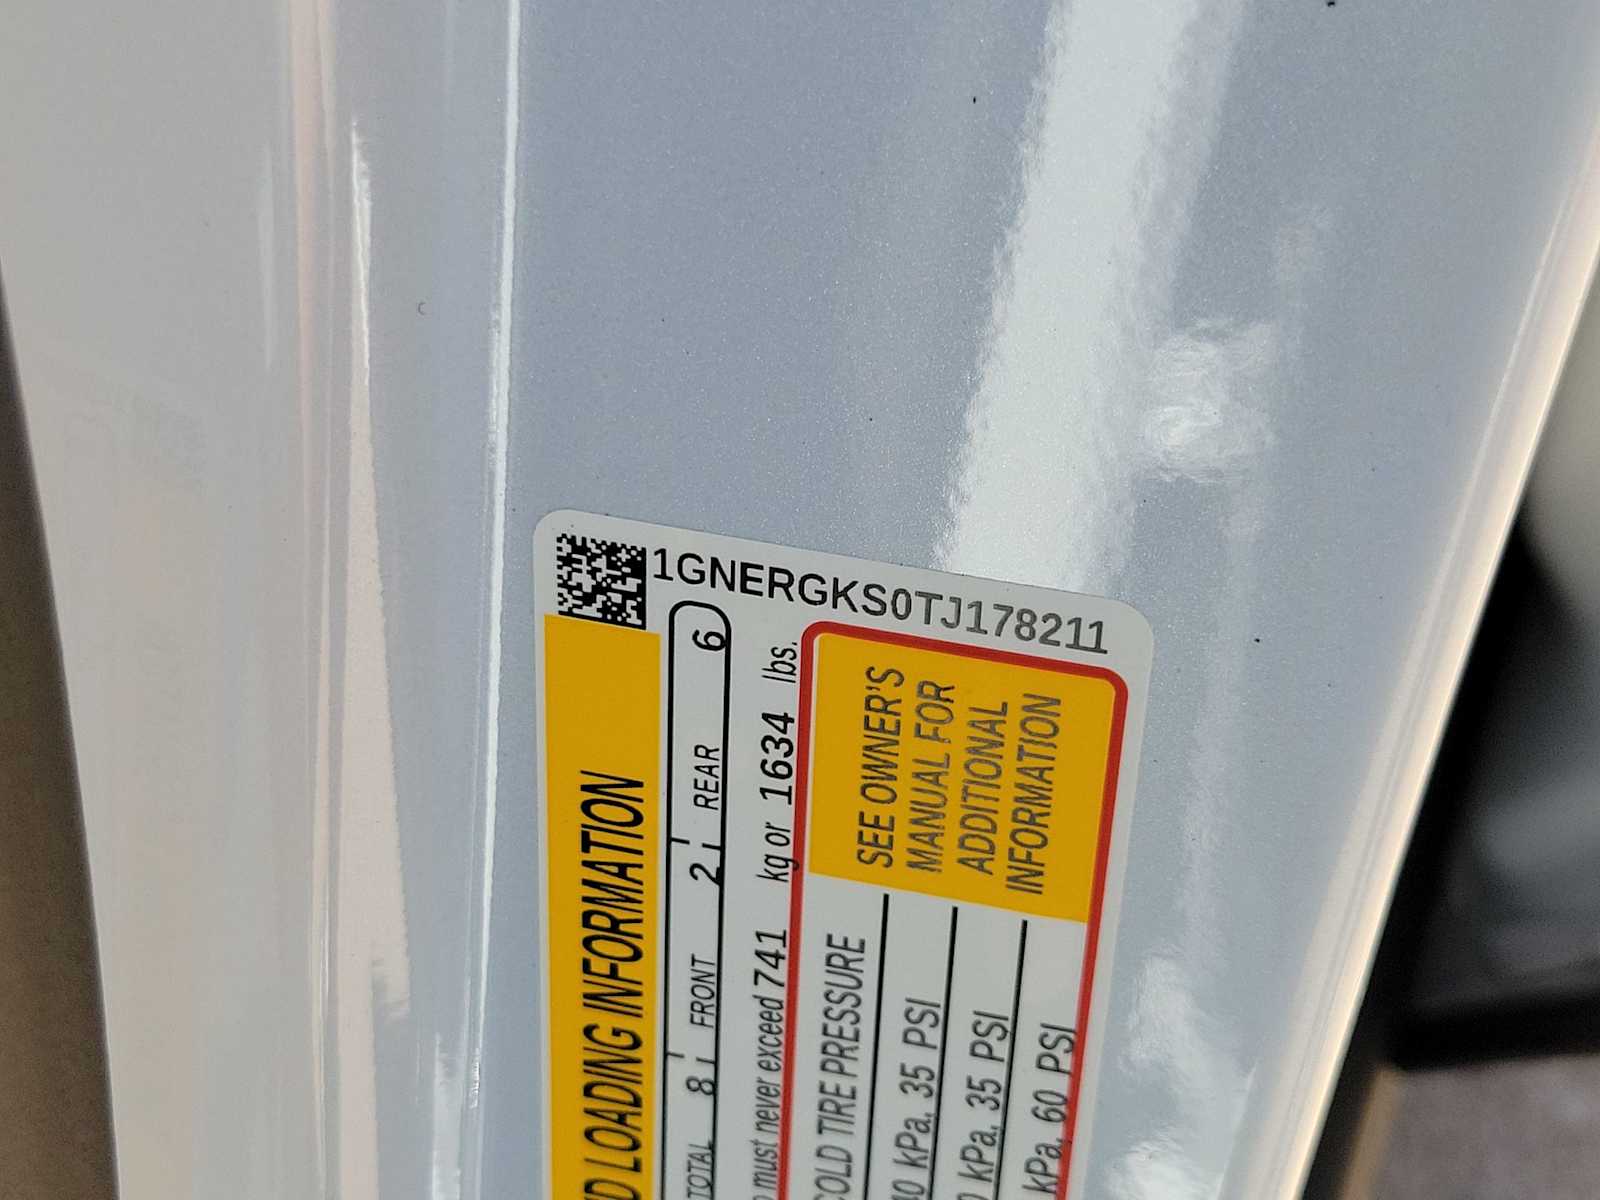 1GNERGKS0TJ178211
D LOADING INFORMATION
TOTAL 8 FRONT 2 REAR 6
must never exceed 741 kg or 1634 lbs.
COLD TIRE PRESSURE
kPa, 35 PSI
kPa, 35 PSI
kPa, 60 PSI
SEE OWNER'S
MANUAL FOR
ADDITIONAL
INFORMATION